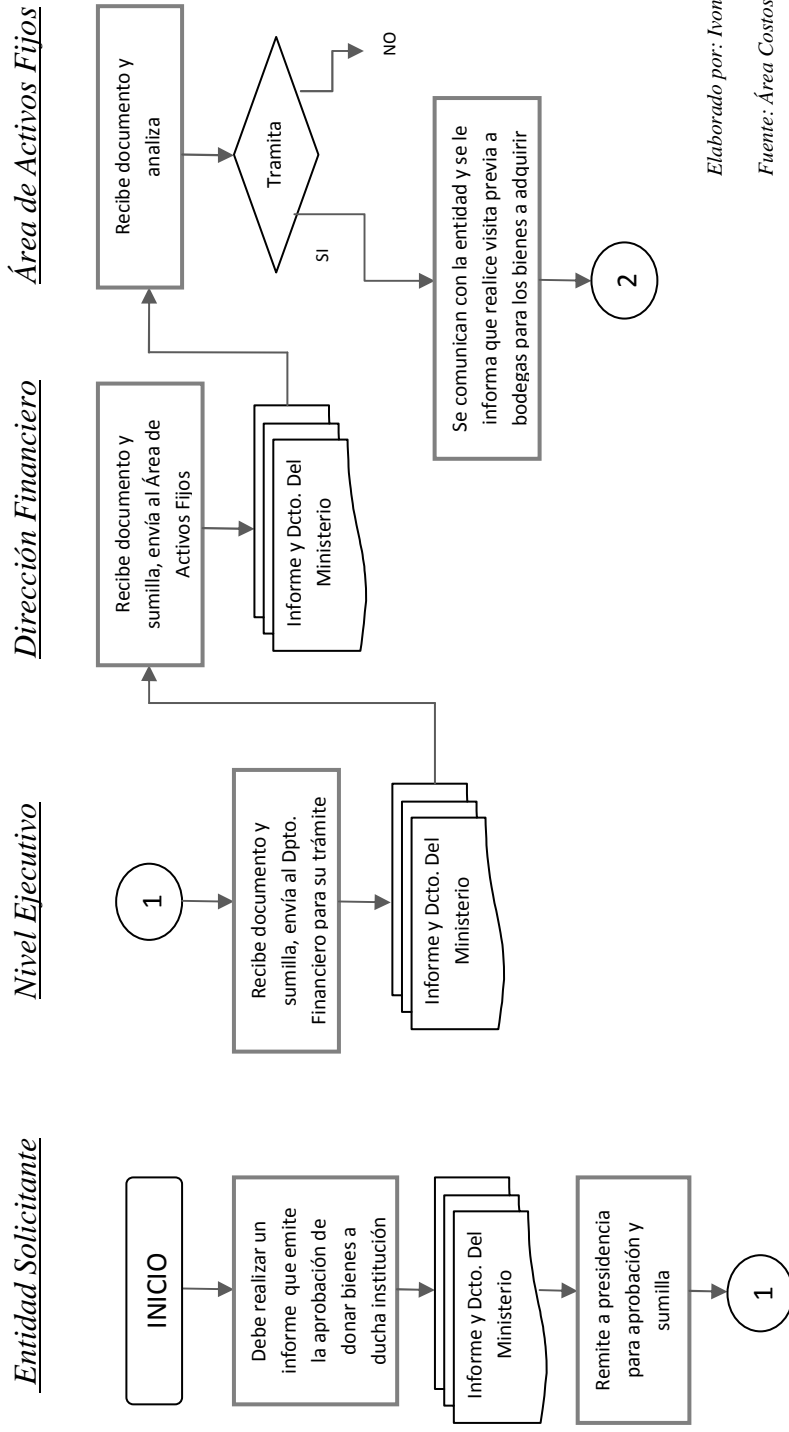 Entidad Solicitante
INICIO
Debe realizar un
informe que emite
la aprobación de
donar bienes a
ducha institución
Informe y Dcto. Del
Ministerio
Remite a presidencia
para aprobación y
sumilla
1
Nivel Ejecutivo
1
Recibe documento y
sumilla, envía al Dpto.
Financiero para su trámite
Informe y Dcto. Del
Ministerio
Dirección Financiero
Recibe documento y
sumilla, envía al Área de
Activos Fijos
Informe y Dcto. Del
Ministerio
Área de Activos Fijos
Recibe documento y
analiza
Tramita
SI
NO
Se comunican con la entidad y se le
informa que realice visita previa a
bodegas para los bienes a adquirir
2
Elaborado por: Ivon
Fuente: Área Costos